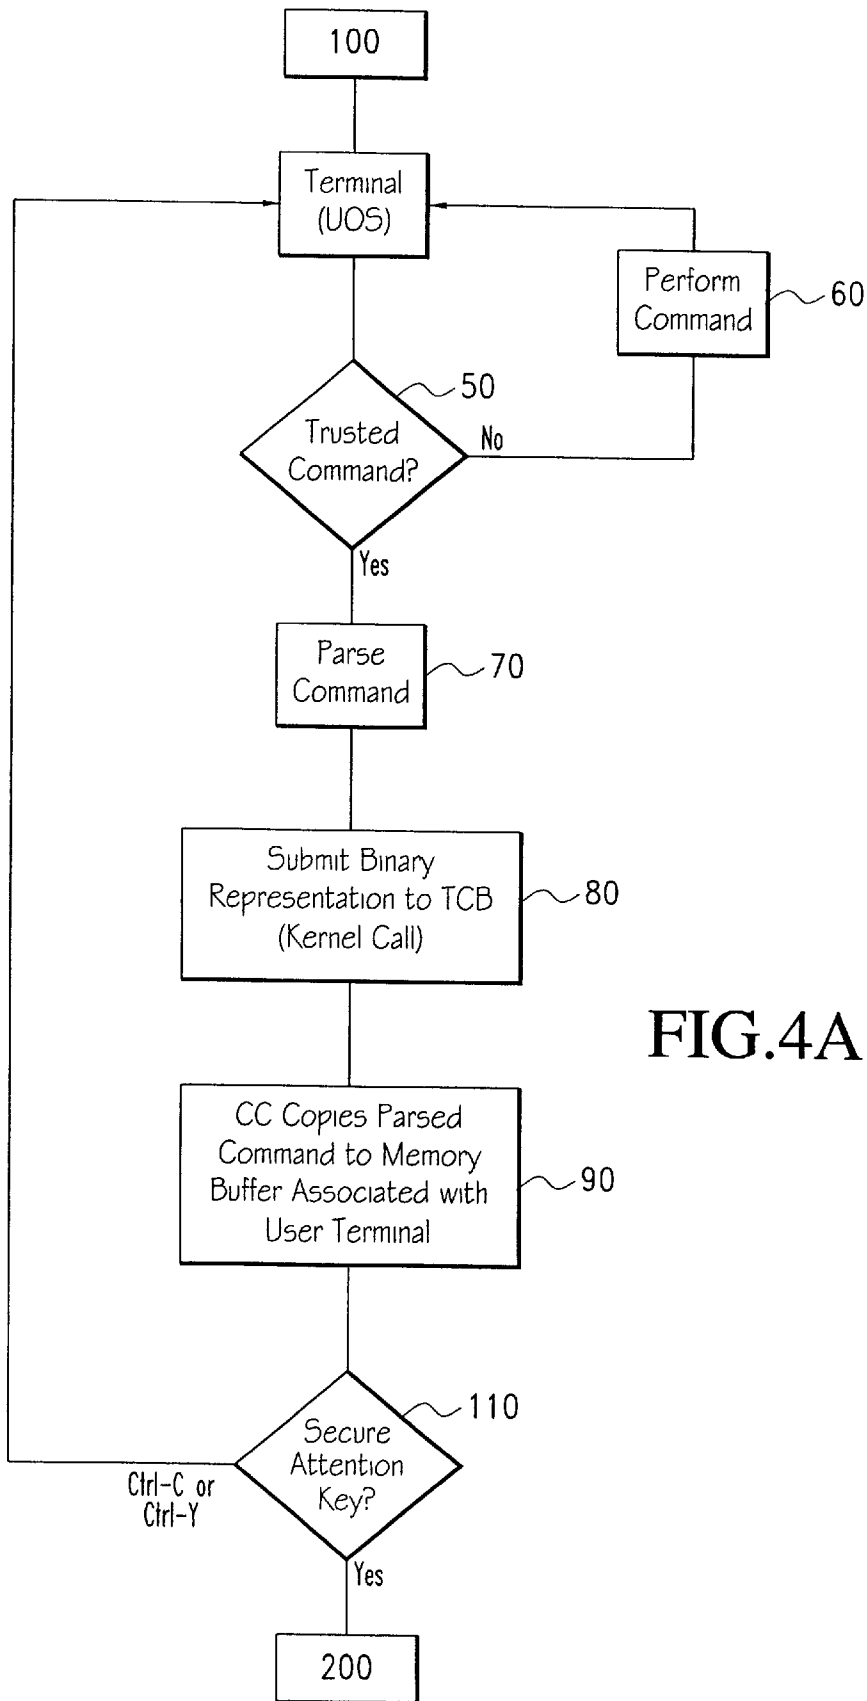 100
Terminal
(UOS)
Perform
Command
60
50
Trusted
Command?
No
Yes
Parse
Command
70
Submit Binary
Representation to TCB
(Kernel Call)
80
FIG.4A
CC Copies Parsed
Command to Memory
Buffer Associated with
User Terminal
90
110
Secure
Attention
Key?
Ctrl-C or
Ctrl-Y
Yes
200